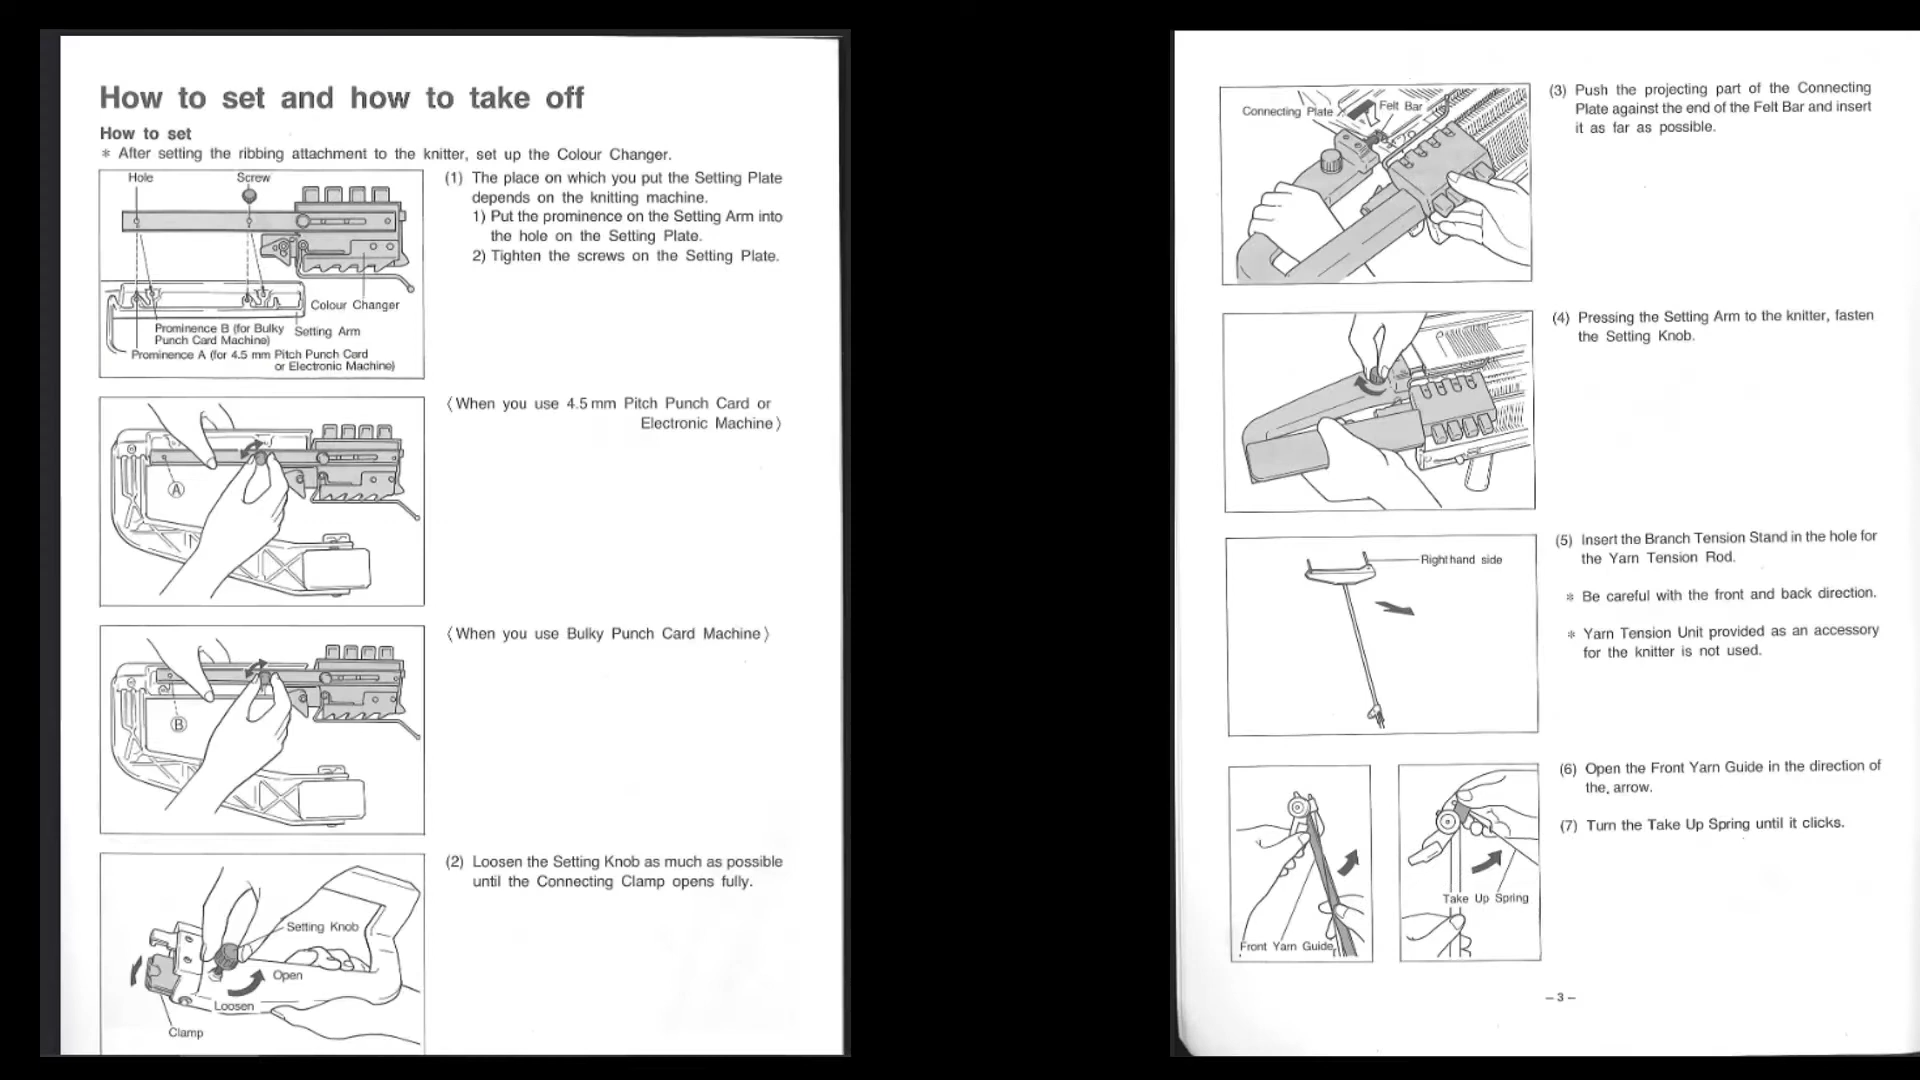 How to set and how to take off
How to set
* After setting the ribbing attachment to the knitter, set up the Colour Changer.
Hole
Screw
Colour Changer
Prominence B (for Bulky
Punch Card Machine)
Setting Arm
Prominence A (for 4.5 mm Pitch Punch Card
or Electronic Machine)
(1) The place on which you put the Setting Plate
depends on the knitting machine.
1) Put the prominence on the Setting Arm into
the hole on the Setting Plate.
2) Tighten the screws on the Setting Plate.
A
〈When you use 4.5 mm Pitch Punch Card or
Electronic Machine〉
B
〈When you use Bulky Punch Card Machine〉
Setting Knob
Open
Loosen
Clamp
(2) Loosen the Setting Knob as much as possible
until the Connecting Clamp opens fully.
Connecting Plate
Felt Bar
(3) Push the projecting part of the Connecting
Plate against the end of the Felt Bar and insert
it as far as possible.
(4) Pressing the Setting Arm to the knitter, fasten
the Setting Knob.
Right hand side
(5) Insert the Branch Tension Stand in the hole for
the Yarn Tension Rod.
* Be careful with the front and back direction.
* Yarn Tension Unit provided as an accessory
for the knitter is not used.
Front Yarn Guide
Take Up Spring
(6) Open the Front Yarn Guide in the direction of
the. arrow.
(7) Turn the Take Up Spring until it clicks.
– 3 –